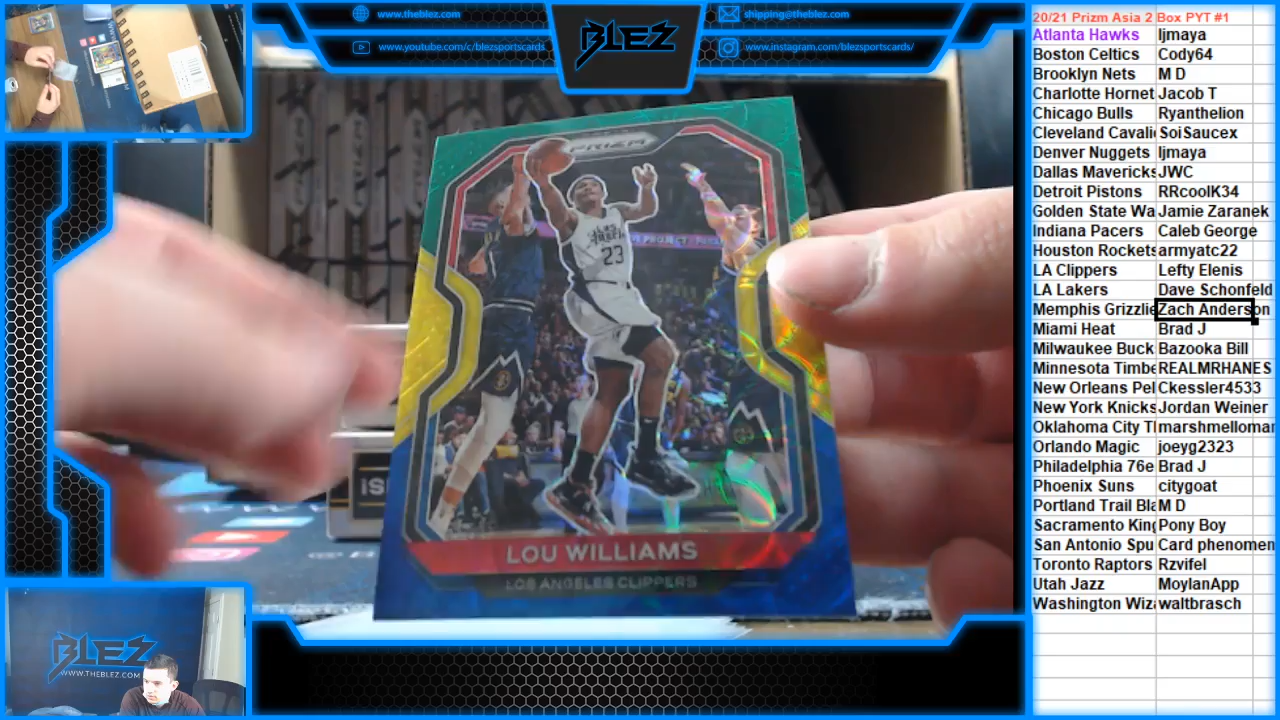 www.theblez.com
shipping@theblez.com
www.youtube.com/c/blezsportscards
www.instagram.com/blezsportscards/
BLEZ
20/21 Prizm Asia 2 Box PYT #1
Atlanta Hawks ljmaya
Boston Celtics Cody64
Brooklyn Nets M D
Charlotte Hornet Jacob T
Chicago Bulls Ryanthelion
Cleveland Cavali SoiSaucex
Denver Nuggets ljmaya
Dallas Mavericks JWC
Detroit Pistons RRcoolK34
Golden State Wa Jamie Zaranek
Indiana Pacers Caleb George
Houston Rockets armyatc22
LA Clippers Lefty Elenis
LA Lakers Dave Schonfeld
Memphis Grizzlie Zach Anderson
Miami Heat Brad J
Milwaukee Buck Bazooka Bill
Minnesota Timbe REALMRHANES
New Orleans Pel Ckessler4533
New York Knicks Jordan Weiner
Oklahoma City T marshmelloma
Orlando Magic joeyg2323
Philadelphia 76e Brad J
Phoenix Suns citygoat
Portland Trail Bla M D
Sacramento King Pony Boy
San Antonio Spu Card phenomen
Toronto Raptors Rzvifel
Utah Jazz MoylanApp
Washington Wiz waltbrasch
PRIZM
23
LOU WILLIAMS
LOS ANGELES CLIPPERS
BLEZ
WWW.THEBLEZ.COM